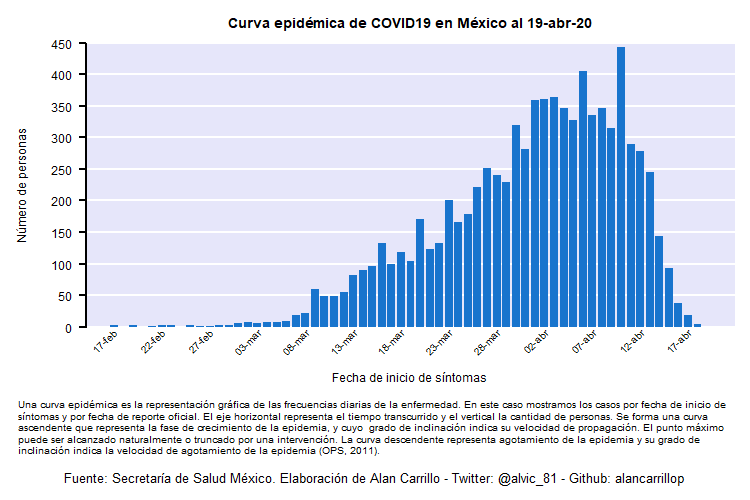 Curva epidémica de COVID19 en México al 19-abr-20
Número de personas
450
400
350
300
250
200
150
100
50
0
17-feb
22-feb
27-feb
03-mar
08-mar
13-mar
18-mar
23-mar
28-mar
02-abr
07-abr
12-abr
17-abr
Fecha de inicio de síntomas
Una curva epidémica es la representación gráfica de las frecuencias diarias de la enfermedad. En este caso mostramos los casos por fecha de inicio de
síntomas y por fecha de reporte oficial. El eje horizontal representa el tiempo transcurrido y el vertical la cantidad de personas. Se forma una curva
ascendente que representa la fase de crecimiento de la epidemia, y cuyo grado de inclinación indica su velocidad de propagación. El punto máximo
puede ser alcanzado naturalmente o truncado por una intervención. La curva descendente representa agotamiento de la epidemia y su grado de
inclinación indica la velocidad de agotamiento de la epidemia (OPS, 2011).
Fuente: Secretaría de Salud México. Elaboración de Alan Carrillo - Twitter: @alvic_81 - Github: alancarrillop